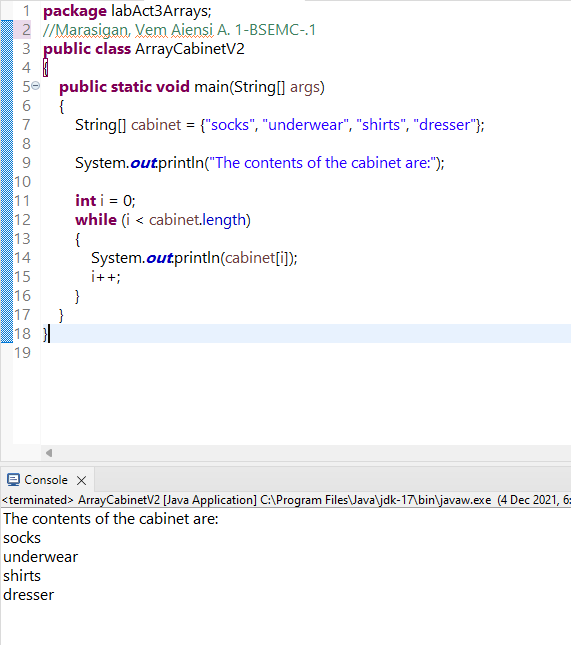 1 package labAct3Arrays;
2 //Marasigan, Vem Aiensi A. 1-BSEMC-.1
3 public class ArrayCabinetV2
4 {
5 public static void main(String[] args)
6 {
7 String[] cabinet = {"socks", "underwear", "shirts", "dresser"};
8
9 System.out.println("The contents of the cabinet are:");
10
11 int i = 0;
12 while (i < cabinet.length)
13 {
14 System.out.println(cabinet[i]);
15 i++;
16 }
17 }
18 }
19
Console
<terminated> ArrayCabinetV2 [Java Application] C:\Program Files\Java\jdk-17\bin\javaw.exe (4 Dec 2021, 6:
The contents of the cabinet are:
socks
underwear
shirts
dresser